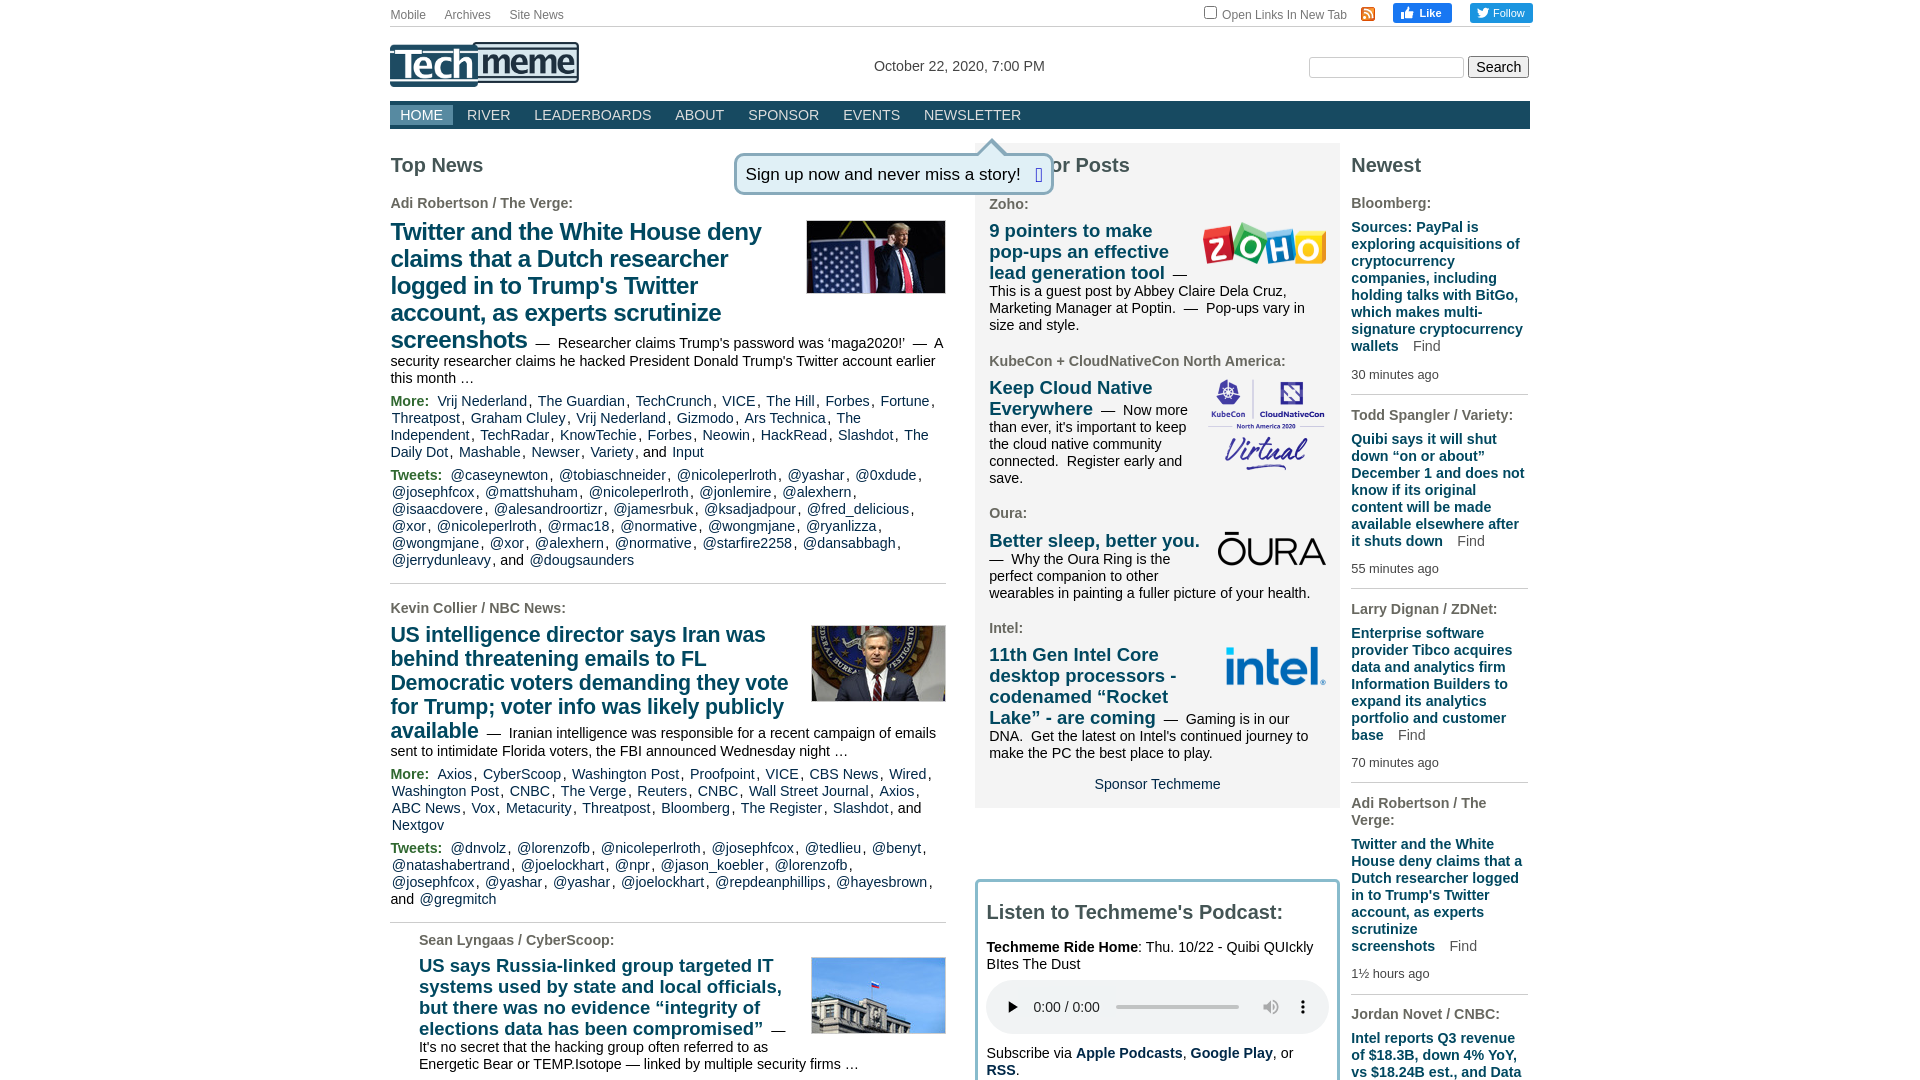 Mobile Archives Site News
Open Links In New Tab Like Follow
Techmeme
October 22, 2020, 7:00 PM
Search
HOME RIVER LEADERBOARDS ABOUT SPONSOR EVENTS NEWSLETTER
Sign up now and never miss a story!
Top News
Adi Robertson / The Verge:
Twitter and the White House deny
claims that a Dutch researcher
logged in to Trump's Twitter
account, as experts scrutinize
screenshots — Researcher claims Trump's password was ‘maga2020!’ — A
security researcher claims he hacked President Donald Trump's Twitter account earlier
this month …
More: Vrij Nederland, The Guardian, TechCrunch, VICE, The Hill, Forbes, Fortune,
Threatpost, Graham Cluley, Vrij Nederland, Gizmodo, Ars Technica, The
Independent, TechRadar, KnowTechie, Forbes, Neowin, HackRead, Slashdot, The
Daily Dot, Mashable, Newser, Variety, and Input
Tweets: @caseynewton, @tobiaschneider, @nicoleperlroth, @yashar, @0xdude,
@josephfcox, @mattshuham, @nicoleperlroth, @jonlemire, @alexhern,
@isaacdovere, @alesandroortizr, @jamesrbuk, @ksadjadpour, @fred_delicious,
@xor, @nicoleperlroth, @rmac18, @normative, @wongmjane, @ryanlizza,
@wongmjane, @xor, @alexhern, @normative, @starfire2258, @dansabbagh,
@jerrydunleavy, and @dougsaunders
Kevin Collier / NBC News:
US intelligence director says Iran was
behind threatening emails to FL
Democratic voters demanding they vote
for Trump; voter info was likely publicly
available — Iranian intelligence was responsible for a recent campaign of emails
sent to intimidate Florida voters, the FBI announced Wednesday night …
More: Axios, CyberScoop, Washington Post, Proofpoint, VICE, CBS News, Wired,
Washington Post, CNBC, The Verge, Reuters, CNBC, Wall Street Journal, Axios,
ABC News, Vox, Metacurity, Threatpost, Bloomberg, The Register, Slashdot, and
Nextgov
Tweets: @dnvolz, @lorenzofb, @nicoleperlroth, @josephfcox, @tedlieu, @benyt,
@natashabertrand, @joelockhart, @npr, @jason_koebler, @lorenzofb,
@josephfcox, @yashar, @yashar, @joelockhart, @repdeanphillips, @hayesbrown,
and @gregmitch
Sean Lyngaas / CyberScoop:
US says Russia-linked group targeted IT
systems used by state and local officials,
but there was no evidence “integrity of
elections data has been compromised” —
It's no secret that the hacking group often referred to as
Energetic Bear or TEMP.Isotope — linked by multiple security firms …
or Posts
Zoho:
ZOHO
9 pointers to make
pop-ups an effective
lead generation tool —
This is a guest post by Abbey Claire Dela Cruz,
Marketing Manager at Poptin. — Pop-ups vary in
size and style.
KubeCon + CloudNativeCon North America:
KubeCon CloudNativeCon
North America 2020
Virtual
Keep Cloud Native
Everywhere — Now more
than ever, it's important to keep
the cloud native community
connected. Register early and
save.
Oura:
ŌURA
Better sleep, better you.
— Why the Oura Ring is the
perfect companion to other
wearables in painting a fuller picture of your health.
Intel:
intel.
11th Gen Intel Core
desktop processors -
codenamed “Rocket
Lake” - are coming — Gaming is in our
DNA. Get the latest on Intel's continued journey to
make the PC the best place to play.
Sponsor Techmeme
Listen to Techmeme's Podcast:
Techmeme Ride Home: Thu. 10/22 - Quibi QUIckly
BItes The Dust
0:00 / 0:00
Subscribe via Apple Podcasts, Google Play, or
RSS.
Newest
Bloomberg:
Sources: PayPal is
exploring acquisitions of
cryptocurrency
companies, including
holding talks with BitGo,
which makes multi-
signature cryptocurrency
wallets Find
30 minutes ago
Todd Spangler / Variety:
Quibi says it will shut
down “on or about”
December 1 and does not
know if its original
content will be made
available elsewhere after
it shuts down Find
55 minutes ago
Larry Dignan / ZDNet:
Enterprise software
provider Tibco acquires
data and analytics firm
Information Builders to
expand its analytics
portfolio and customer
base Find
70 minutes ago
Adi Robertson / The
Verge:
Twitter and the White
House deny claims that a
Dutch researcher logged
in to Trump's Twitter
account, as experts
scrutinize
screenshots Find
1½ hours ago
Jordan Novet / CNBC:
Intel reports Q3 revenue
of $18.3B, down 4% YoY,
vs $18.24B est., and Data